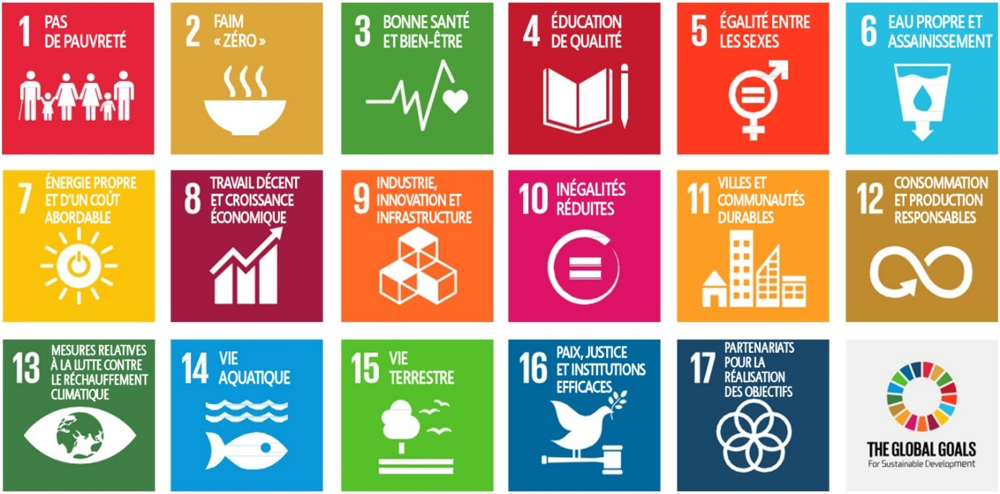 1 PAS
DE PAUVRETÉ
2 FAIM
« ZÉRO »
3 BONNE SANTÉ
ET BIEN-ÊTRE
4 ÉDUCATION
DE QUALITÉ
5 ÉGALITÉ ENTRE
LES SEXES
6 EAU PROPRE ET
ASSAINISSEMENT
7 ÉNERGIE PROPRE
ET D'UN COÛT
ABORDABLE
8 TRAVAIL DÉCENT
ET CROISSANCE
ÉCONOMIQUE
9 INDUSTRIE,
INNOVATION ET
INFRASTRUCTURE
10 INÉGALITÉS
RÉDUITES
11 VILLES ET
COMMUNAUTÉS
DURABLES
12 CONSOMMATION
ET PRODUCTION
RESPONSABLES
13 MESURES RELATIVES
À LA LUTTE CONTRE
LE RÉCHAUFFEMENT
CLIMATIQUE
14 VIE
AQUATIQUE
15 VIE
TERRESTRE
16 PAIX, JUSTICE
ET INSTITUTIONS
EFFICACES
17 PARTENARIATS
POUR LA
RÉALISATION
DES OBJECTIFS
THE GLOBAL GOALS
For Sustainable Development